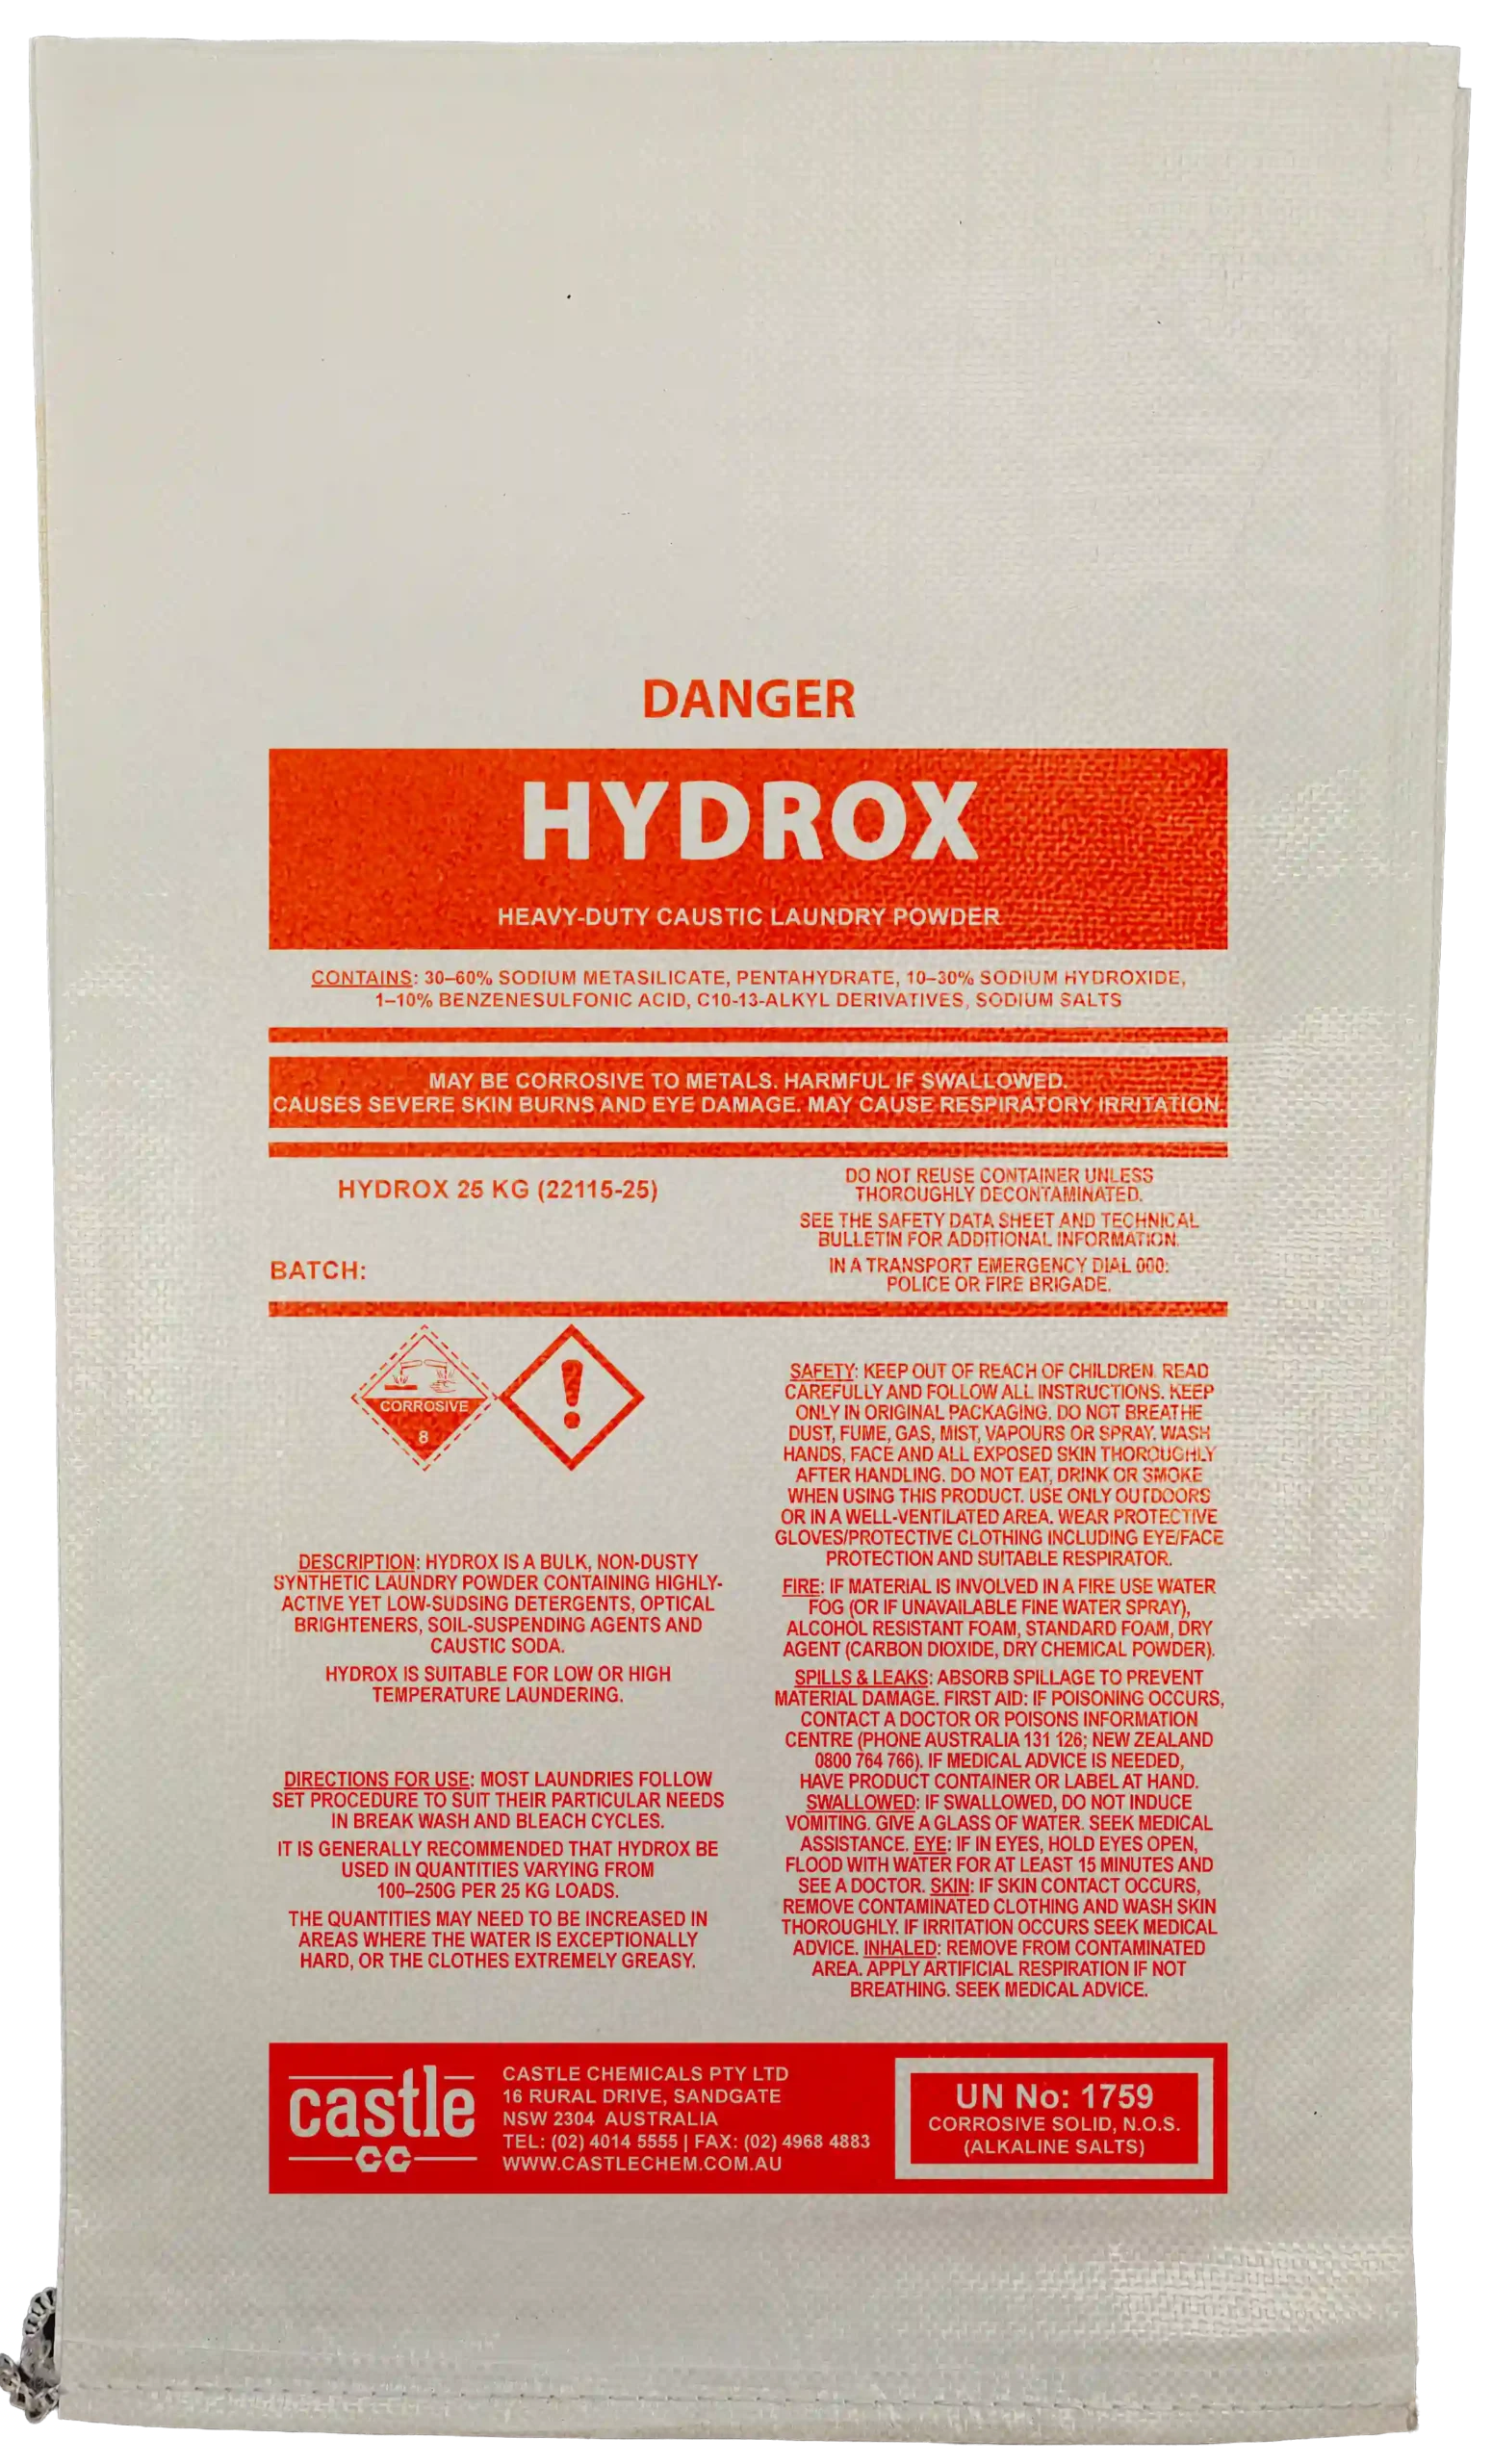 DANGER
HYDROX
HEAVY-DUTY CAUSTIC LAUNDRY POWDER
CONTAINS: 30–60% SODIUM METASILICATE, PENTAHYDRATE, 10–30% SODIUM HYDROXIDE,
1–10% BENZENESULFONIC ACID, C10-13-ALKYL DERIVATIVES, SODIUM SALTS
MAY BE CORROSIVE TO METALS. HARMFUL IF SWALLOWED.
CAUSES SEVERE SKIN BURNS AND EYE DAMAGE. MAY CAUSE RESPIRATORY IRRITATION.
HYDROX 25 KG (22115-25)
BATCH:
DO NOT REUSE CONTAINER UNLESS
THOROUGHLY DECONTAMINATED.
SEE THE SAFETY DATA SHEET AND TECHNICAL
BULLETIN FOR ADDITIONAL INFORMATION.
IN A TRANSPORT EMERGENCY DIAL 000:
POLICE OR FIRE BRIGADE.
CORROSIVE
8
DESCRIPTION: HYDROX IS A BULK, NON-DUSTY
SYNTHETIC LAUNDRY POWDER CONTAINING HIGHLY-
ACTIVE YET LOW-SUDSING DETERGENTS, OPTICAL
BRIGHTENERS, SOIL-SUSPENDING AGENTS AND
CAUSTIC SODA.
HYDROX IS SUITABLE FOR LOW OR HIGH
TEMPERATURE LAUNDERING.
DIRECTIONS FOR USE: MOST LAUNDRIES FOLLOW
SET PROCEDURE TO SUIT THEIR PARTICULAR NEEDS
IN BREAK WASH AND BLEACH CYCLES.
IT IS GENERALLY RECOMMENDED THAT HYDROX BE
USED IN QUANTITIES VARYING FROM
100–250G PER 25 KG LOADS.
THE QUANTITIES MAY NEED TO BE INCREASED IN
AREAS WHERE THE WATER IS EXCEPTIONALLY
HARD, OR THE CLOTHES EXTREMELY GREASY.
SAFETY: KEEP OUT OF REACH OF CHILDREN. READ
CAREFULLY AND FOLLOW ALL INSTRUCTIONS. KEEP
ONLY IN ORIGINAL PACKAGING. DO NOT BREATHE
DUST, FUME, GAS, MIST, VAPOURS OR SPRAY. WASH
HANDS, FACE AND ALL EXPOSED SKIN THOROUGHLY
AFTER HANDLING. DO NOT EAT, DRINK OR SMOKE
WHEN USING THIS PRODUCT. USE ONLY OUTDOORS
OR IN A WELL-VENTILATED AREA. WEAR PROTECTIVE
GLOVES/PROTECTIVE CLOTHING INCLUDING EYE/FACE
PROTECTION AND SUITABLE RESPIRATOR.
FIRE: IF MATERIAL IS INVOLVED IN A FIRE USE WATER
FOG (OR IF UNAVAILABLE FINE WATER SPRAY),
ALCOHOL RESISTANT FOAM, STANDARD FOAM, DRY
AGENT (CARBON DIOXIDE, DRY CHEMICAL POWDER).
SPILLS & LEAKS: ABSORB SPILLAGE TO PREVENT
MATERIAL DAMAGE. FIRST AID: IF POISONING OCCURS,
CONTACT A DOCTOR OR POISONS INFORMATION
CENTRE (PHONE AUSTRALIA 131 126; NEW ZEALAND
0800 764 766). IF MEDICAL ADVICE IS NEEDED,
HAVE PRODUCT CONTAINER OR LABEL AT HAND.
SWALLOWED: IF SWALLOWED, DO NOT INDUCE
VOMITING. GIVE A GLASS OF WATER. SEEK MEDICAL
ASSISTANCE. EYE: IF IN EYES, HOLD EYES OPEN,
FLOOD WITH WATER FOR AT LEAST 15 MINUTES AND
SEE A DOCTOR. SKIN: IF SKIN CONTACT OCCURS,
REMOVE CONTAMINATED CLOTHING AND WASH SKIN
THOROUGHLY. IF IRRITATION OCCURS SEEK MEDICAL
ADVICE. INHALED: REMOVE FROM CONTAMINATED
AREA. APPLY ARTIFICIAL RESPIRATION IF NOT
BREATHING. SEEK MEDICAL ADVICE.
castle
CC
CASTLE CHEMICALS PTY LTD
16 RURAL DRIVE, SANDGATE
NSW 2304 AUSTRALIA
TEL: (02) 4014 5555 | FAX: (02) 4968 4883
WWW.CASTLECHEM.COM.AU
UN No: 1759
CORROSIVE SOLID, N.O.S.
(ALKALINE SALTS)